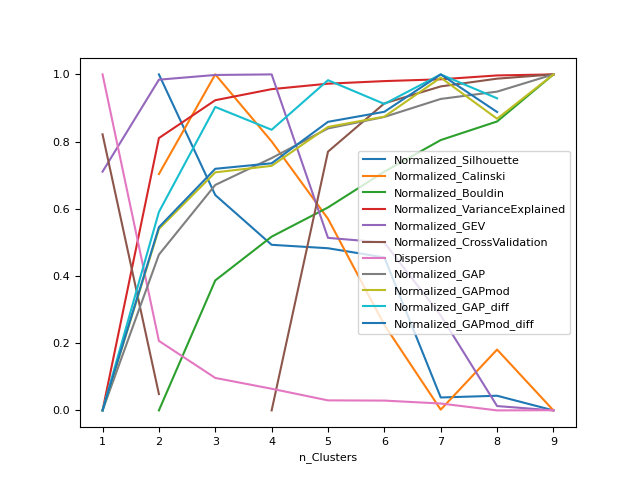 1.0
0.8
0.6
0.4
0.2
0.0
Normalized_Silhouette
Normalized_Calinski
Normalized_Bouldin
Normalized_VarianceExplained
Normalized_GEV
Normalized_CrossValidation
Dispersion
Normalized_GAP
Normalized_GAPmod
Normalized_GAP_diff
Normalized_GAPmod_diff
1 2 3 4 5 6 7 8 9
n_Clusters